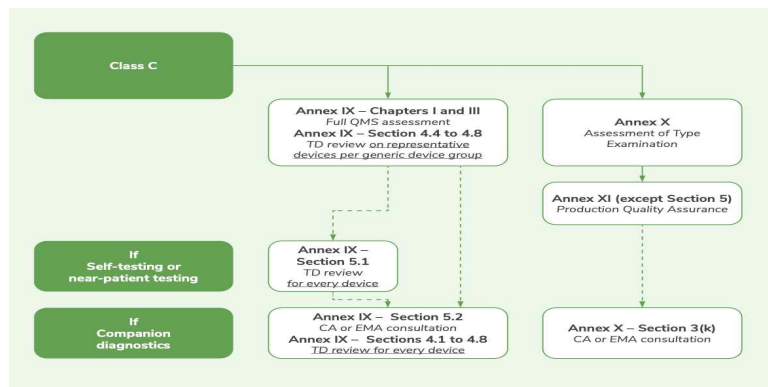 Class C
Annex IX – Chapters I and III
Full QMS assessment
Annex IX – Section 4.4 to 4.8
TD review on representative
devices per generic device group
Annex X
Assessment of Type
Examination
Annex XI (except Section 5)
Production Quality Assurance
If
Self-testing or
near-patient testing
Annex IX –
Section 5.1
TD review
for every device
If
Companion
diagnostics
Annex IX – Section 5.2
CA or EMA consultation
Annex IX – Sections 4.1 to 4.8
TD review for every device
Annex X – Section 3(k)
CA or EMA consultation